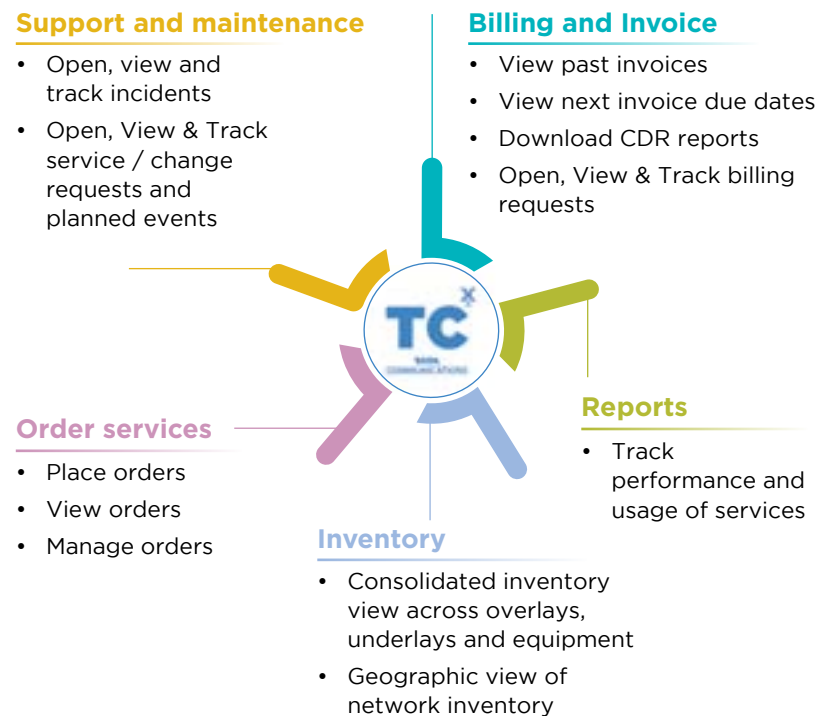 Support and maintenance
• Open, view and
track incidents
• Open, View & Track
service / change
requests and
planned events
Billing and Invoice
• View past invoices
• View next invoice due dates
• Download CDR reports
• Open, View & Track billing
requests
TCx
TATA
COMMUNICATIONS
Reports
• Track
performance and
usage of services
Order services
• Place orders
• View orders
• Manage orders
Inventory
• Consolidated inventory
view across overlays,
underlays and equipment
• Geographic view of
network inventory